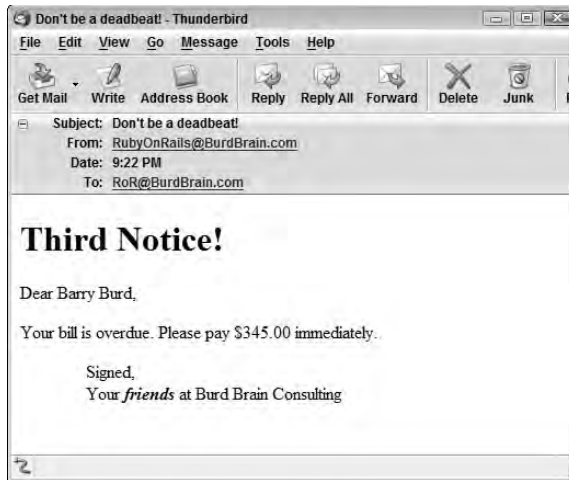 Don't be a deadbeat! - Thunderbird
File Edit View Go Message Tools Help
Get Mail Write Address Book Reply Reply All Forward Delete Junk
Subject: Don't be a deadbeat!
From: RubyOnRails@BurdBrain.com
Date: 9:22 PM
To: RoR@BurdBrain.com
Third Notice!
Dear Barry Burd,
Your bill is overdue. Please pay $345.00 immediately.
Signed,
Your friends at Burd Brain Consulting